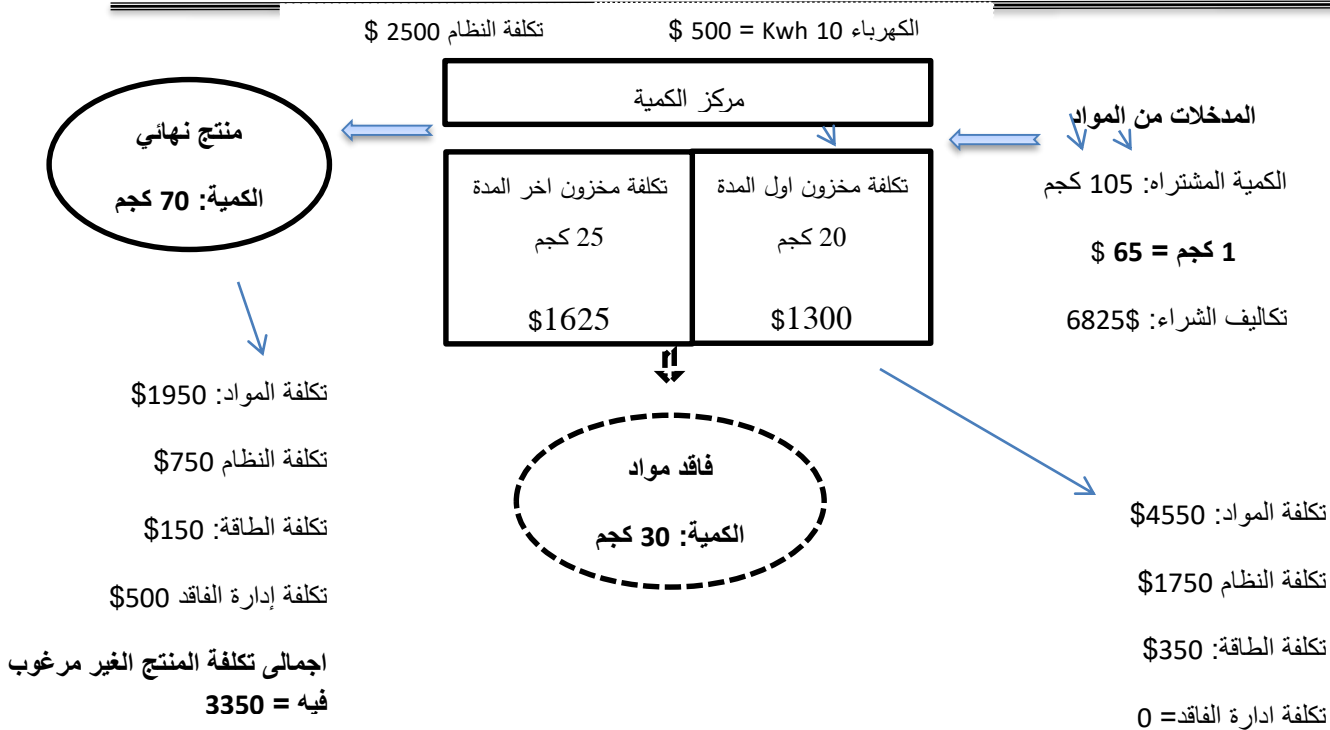 الكهرباء 10 Kwh = 500 $
تكلفة النظام 2500 $
مركز الكمية
المدخلات من المواد
الكمية المشتراه: 105 كجم
1 كجم = 65 $
تكاليف الشراء: $6825
تكلفة مخزون اول المدة
20 كجم
$1300
تكلفة مخزون اخر المدة
25 كجم
$1625
منتج نهائي
الكمية: 70 كجم
فاقد مواد
الكمية: 30 كجم
تكلفة المواد: $4550
تكلفة النظام $1750
تكلفة الطاقة: $350
تكلفة ادارة الفاقد= 0
تكلفة المواد: $1950
تكلفة النظام $750
تكلفة الطاقة: $150
تكلفة إدارة الفاقد $500
اجمالى تكلفة المنتج الغير مرغوب
فيه = 3350